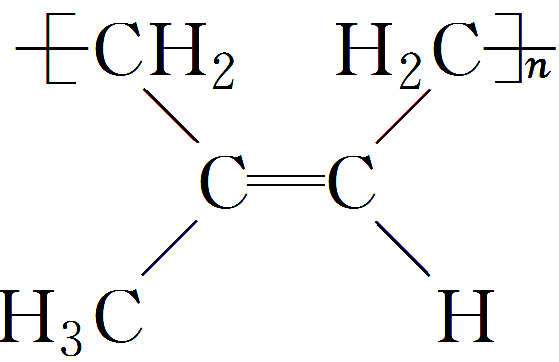 [CH₂ H₂C]ₙ
C=C
H₃C H